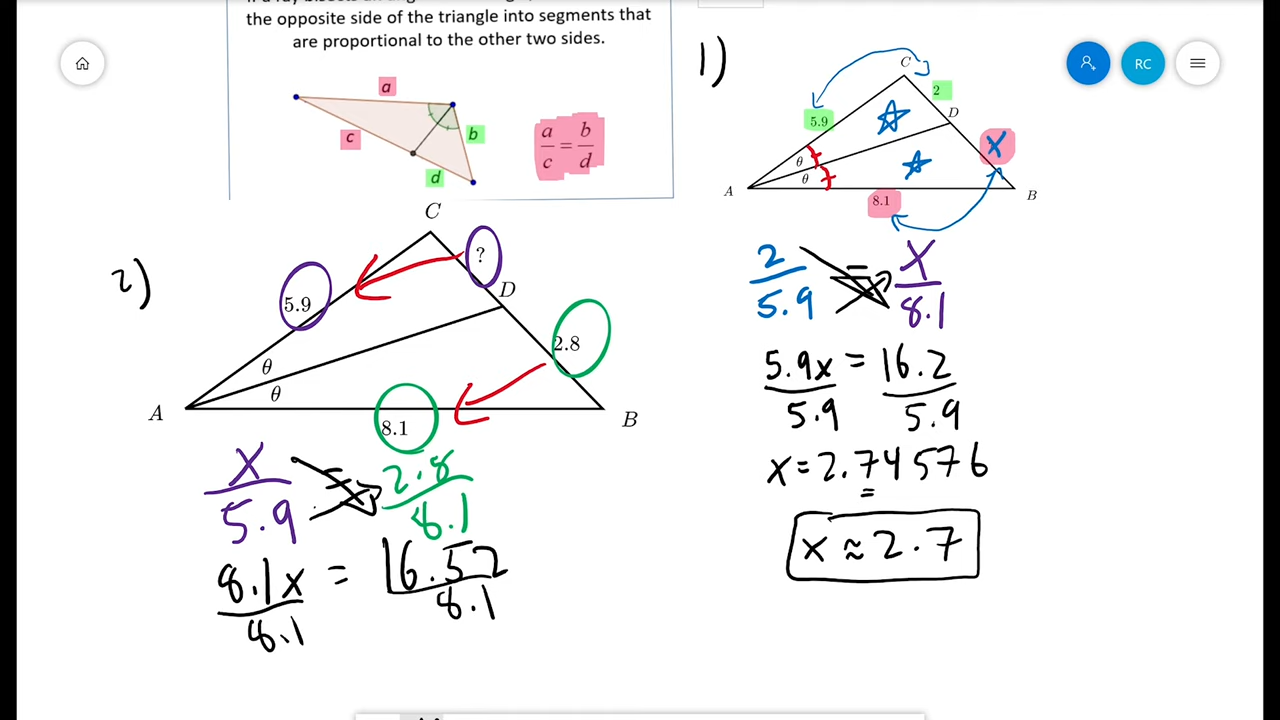 the opposite side of the triangle into segments that
are proportional to the other two sides.
a
b
c
d
a/c = b/d
1)
C
2
D
5.9
X
θ
θ
A
8.1
B
RC
2/5.9 = X/8.1
5.9x = 16.2
5.9 5.9
x = 2.74576
x ≈ 2.7
2)
C
?
5.9
D
2.8
θ
θ
A
8.1
B
x/5.9 = 2.8/8.1
8.1x = 16.52
8.1 8.1